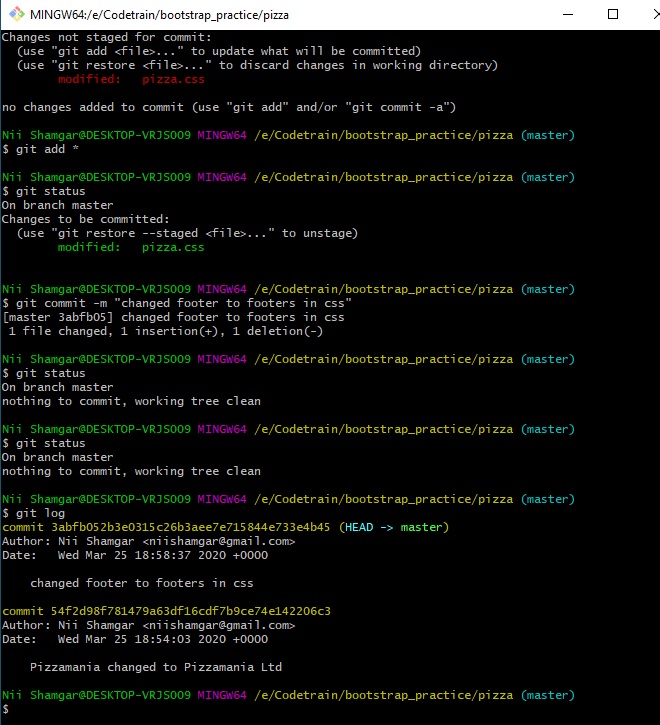 MINGW64:/e/Codetrain/bootstrap_practice/pizza
Changes not staged for commit:
  (use "git add <file>..." to update what will be committed)
  (use "git restore <file>..." to discard changes in working directory)
        modified:   pizza.css

no changes added to commit (use "git add" and/or "git commit -a")

Nii Shamgar@DESKTOP-VRJSOO9 MINGW64 /e/Codetrain/bootstrap_practice/pizza (master)
$ git add *

Nii Shamgar@DESKTOP-VRJSOO9 MINGW64 /e/Codetrain/bootstrap_practice/pizza (master)
$ git status
On branch master
Changes to be committed:
  (use "git restore --staged <file>..." to unstage)
        modified:   pizza.css


Nii Shamgar@DESKTOP-VRJSOO9 MINGW64 /e/Codetrain/bootstrap_practice/pizza (master)
$ git commit -m "changed footer to footers in css"
[master 3abfb05] changed footer to footers in css
 1 file changed, 1 insertion(+), 1 deletion(-)

Nii Shamgar@DESKTOP-VRJSOO9 MINGW64 /e/Codetrain/bootstrap_practice/pizza (master)
$ git status
On branch master
nothing to commit, working tree clean

Nii Shamgar@DESKTOP-VRJSOO9 MINGW64 /e/Codetrain/bootstrap_practice/pizza (master)
$ git status
On branch master
nothing to commit, working tree clean

Nii Shamgar@DESKTOP-VRJSOO9 MINGW64 /e/Codetrain/bootstrap_practice/pizza (master)
$ git log
commit 3abfb052b3e0315c26b3aee7e715844e733e4b45 (HEAD -> master)
Author: Nii Shamgar <niishamgar@gmail.com>
Date:   Wed Mar 25 18:58:37 2020 +0000

    changed footer to footers in css

commit 54f2d98f781479a63df16cdf7b9ce74e142206c3
Author: Nii Shamgar <niishamgar@gmail.com>
Date:   Wed Mar 25 18:54:03 2020 +0000

    Pizzamania changed to Pizzamania Ltd

Nii Shamgar@DESKTOP-VRJSOO9 MINGW64 /e/Codetrain/bootstrap_practice/pizza (master)
$